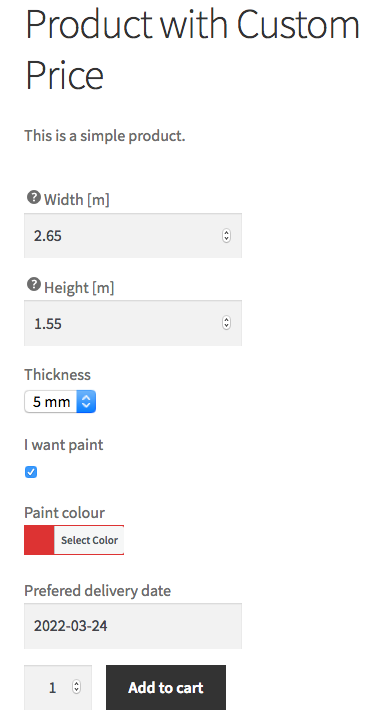 Product with Custom
Price
This is a simple product.
? Width [m]
2.65
? Height [m]
1.55
Thickness
5 mm
I want paint
Paint colour
Select Color
Prefered delivery date
2022-03-24
1 Add to cart